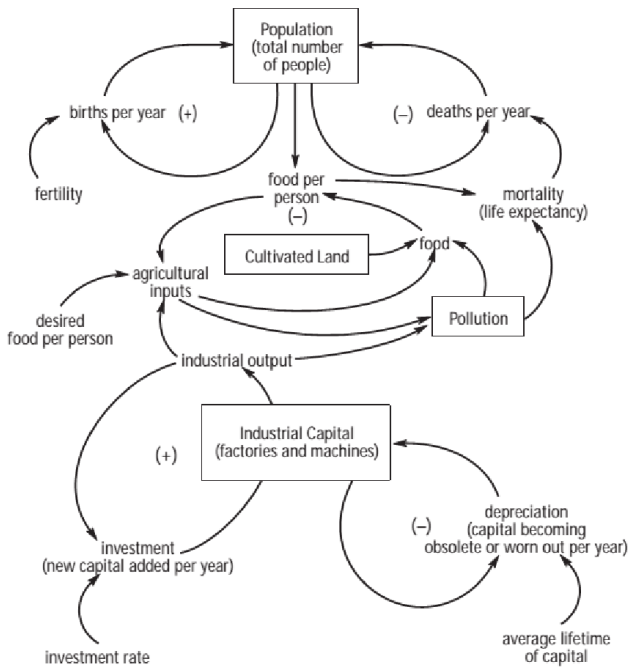 Population
(total number
of people)
births per year (+)
(–) deaths per year
fertility
food per
person
(–)
mortality
(life expectancy)
Cultivated Land
food
agricultural
inputs
Pollution
desired
food per person
industrial output
Industrial Capital
(factories and machines)
(+)
(–)
depreciation
(capital becoming
obsolete or worn out per year)
investment
(new capital added per year)
average lifetime
of capital
investment rate